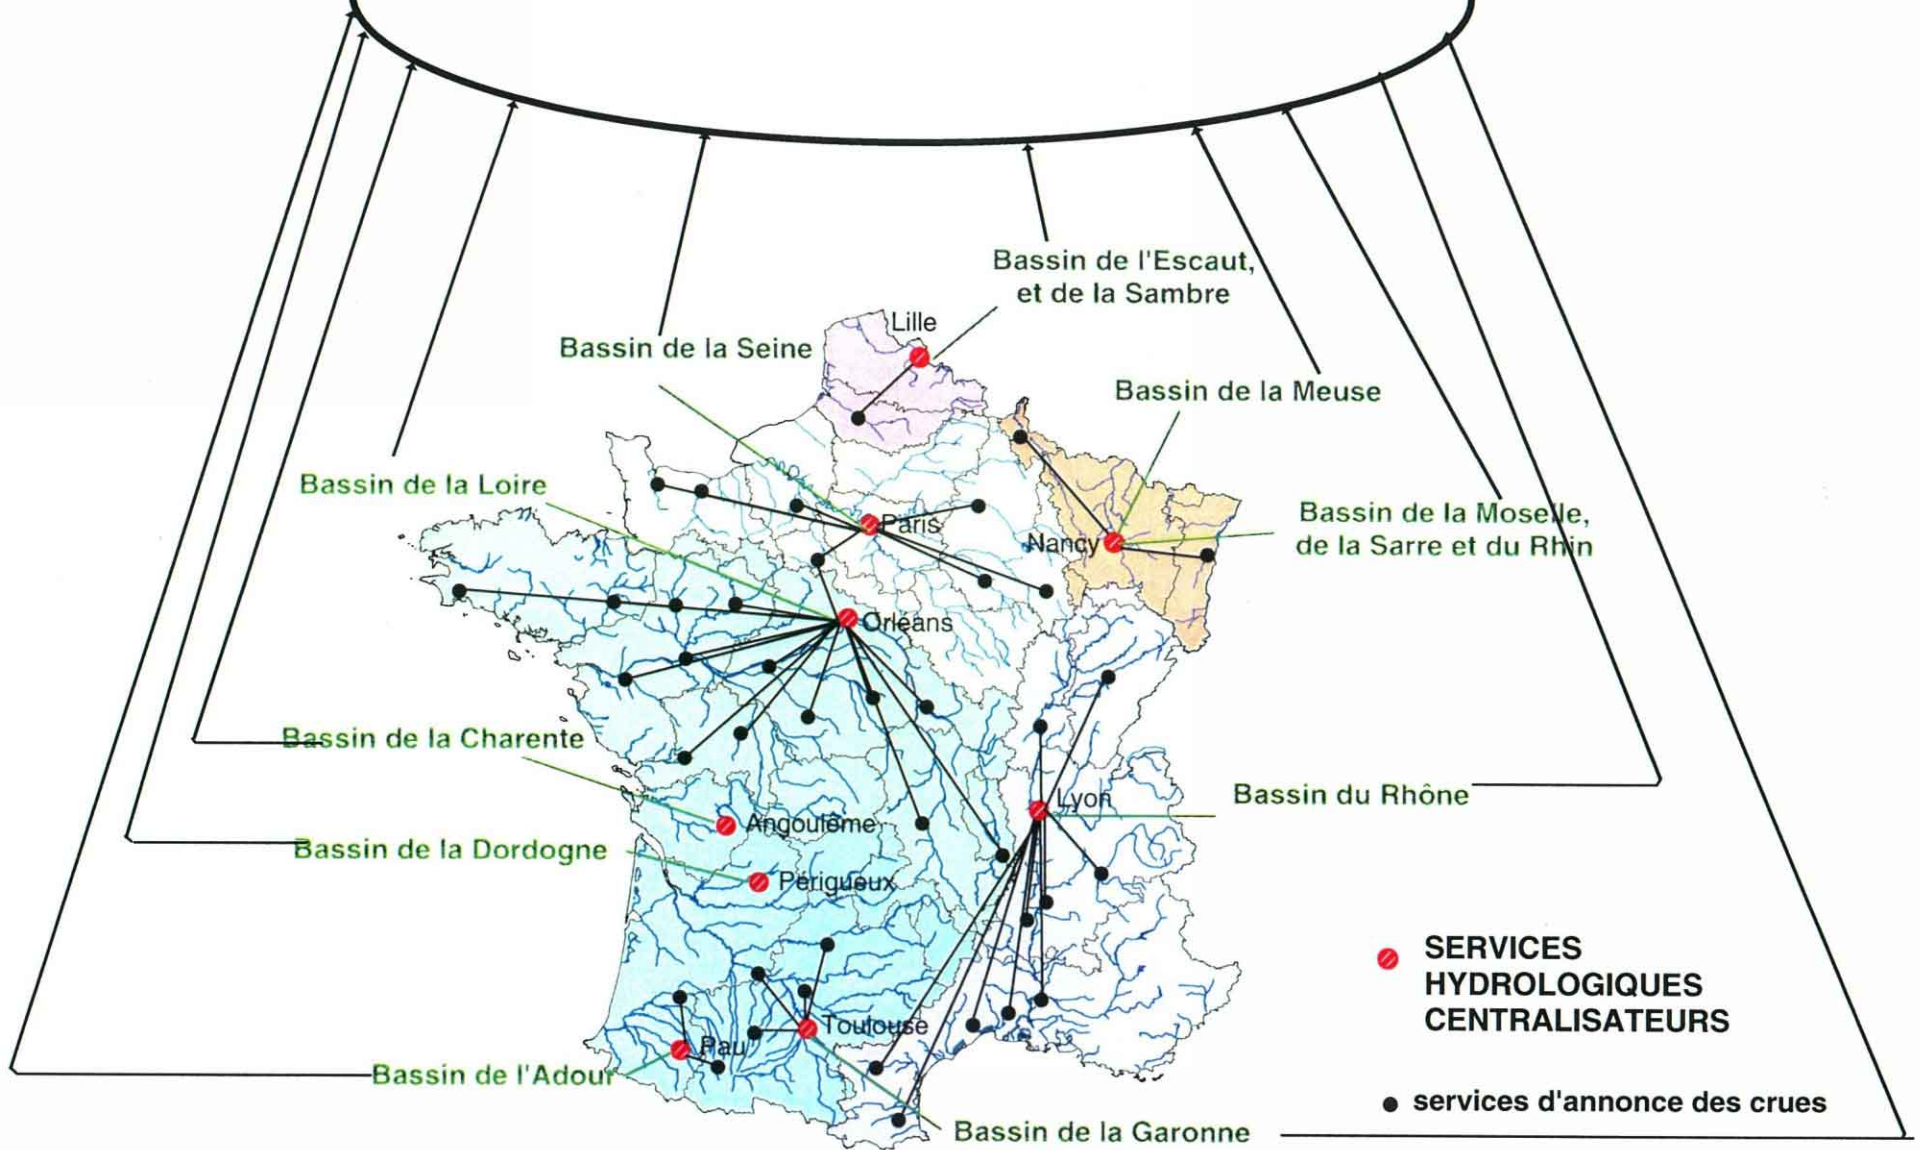 Bassin de l'Escaut,
et de la Sambre
Lille
Bassin de la Seine
Bassin de la Meuse
Bassin de la Loire
Bassin de la Moselle,
de la Sarre et du Rhin
Paris
Nancy
Orléans
Bassin de la Charente
Bassin du Rhône
Lyon
Angoulême
Bassin de la Dordogne
Périgueux
SERVICES
HYDROLOGIQUES
CENTRALISATEURS
Toulouse
Pau
Bassin de l'Adour
services d'annonce des crues
Bassin de la Garonne